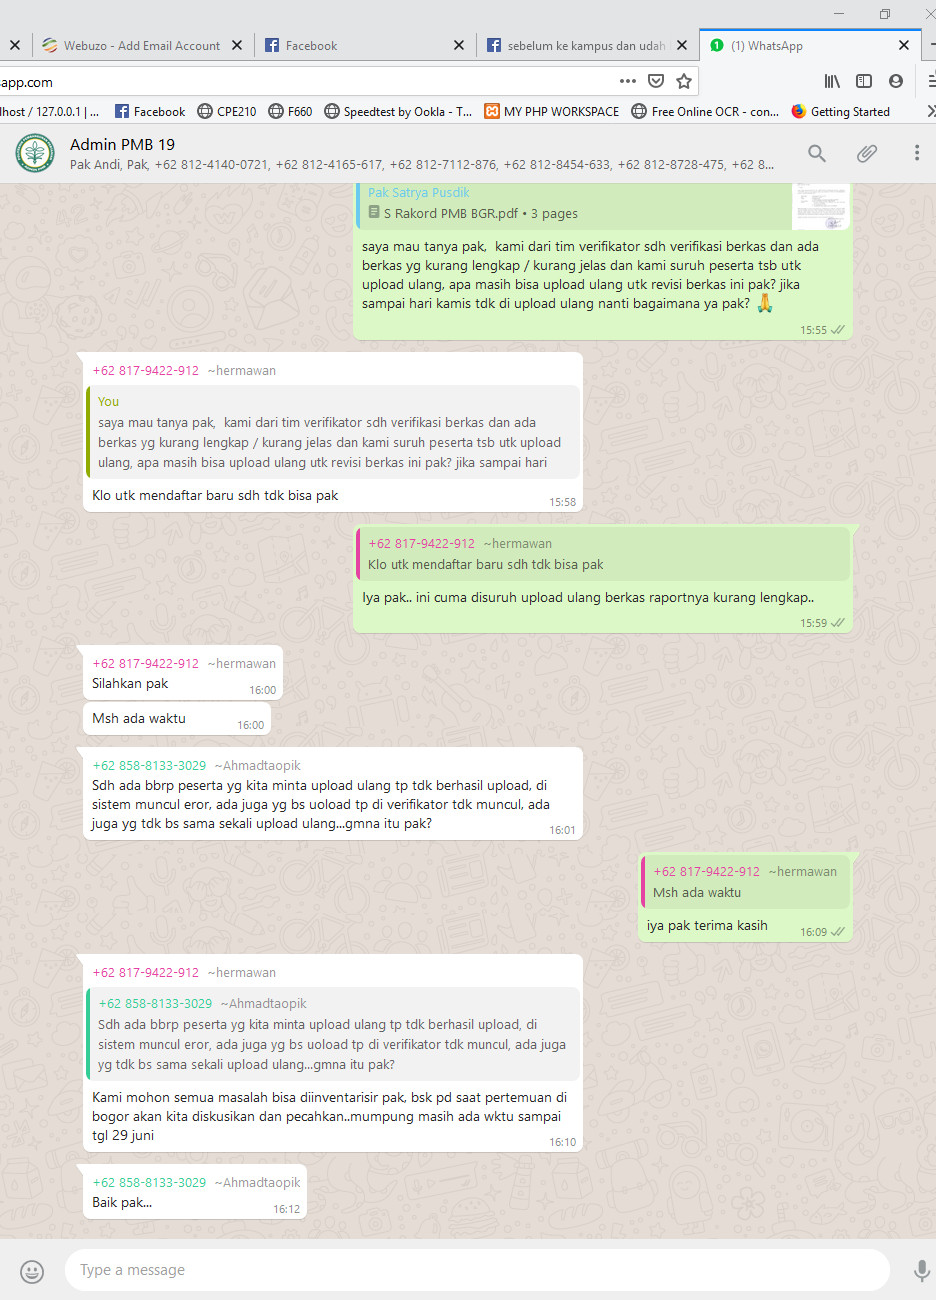 Webuzo - Add Email Account
Facebook
sebelum ke kampus dan udah
(1) WhatsApp
sapp.com
lhost / 127.0.0.1 | ...
Facebook
CPE210
F660
Speedtest by Ookla - T...
MY PHP WORKSPACE
Free Online OCR - con...
Getting Started
Admin PMB 19
Pak Andi, Pak, +62 812-4140-0721, +62 812-4165-617, +62 812-7112-876, +62 812-8454-633, +62 812-8728-475, +62 8...
Pak Satrya Pusdik
S Rakord PMB BGR.pdf • 3 pages
saya mau tanya pak, kami dari tim verifikator sdh verifikasi berkas dan ada
berkas yg kurang lengkap / kurang jelas dan kami suruh peserta tsb utk
upload ulang, apa masih bisa upload ulang utk revisi berkas ini pak? jika
sampai hari kamis tdk di upload ulang nanti bagaimana ya pak? 🙏
15:55
+62 817-9422-912 ~hermawan
You
saya mau tanya pak, kami dari tim verifikator sdh verifikasi berkas dan ada
berkas yg kurang lengkap / kurang jelas dan kami suruh peserta tsb utk upload
ulang, apa masih bisa upload ulang utk revisi berkas ini pak? jika sampai hari
Klo utk mendaftar baru sdh tdk bisa pak
15:58
+62 817-9422-912 ~hermawan
Klo utk mendaftar baru sdh tdk bisa pak
Iya pak.. ini cuma disuruh upload ulang berkas raportnya kurang lengkap..
15:59
+62 817-9422-912 ~hermawan
Silahkan pak
16:00
Msh ada waktu
16:00
+62 858-8133-3029 ~Ahmadtaopik
Sdh ada bbrp peserta yg kita minta upload ulang tp tdk berhasil upload, di
sistem muncul eror, ada juga yg bs uoload tp di verifikator tdk muncul, ada
juga yg tdk bs sama sekali upload ulang...gmna itu pak?
16:01
+62 817-9422-912 ~hermawan
Msh ada waktu
iya pak terima kasih
16:09
+62 817-9422-912 ~hermawan
+62 858-8133-3029 ~Ahmadtaopik
Sdh ada bbrp peserta yg kita minta upload ulang tp tdk berhasil upload, di
sistem muncul eror, ada juga yg bs uoload tp di verifikator tdk muncul, ada juga
yg tdk bs sama sekali upload ulang...gmna itu pak?
Kami mohon semua masalah bisa diinventarisir pak, bsk pd saat pertemuan di
bogor akan kita diskusikan dan pecahkan..mumpung masih ada wktu sampai
tgl 29 juni
16:10
+62 858-8133-3029 ~Ahmadtaopik
Baik pak...
16:12
Type a message